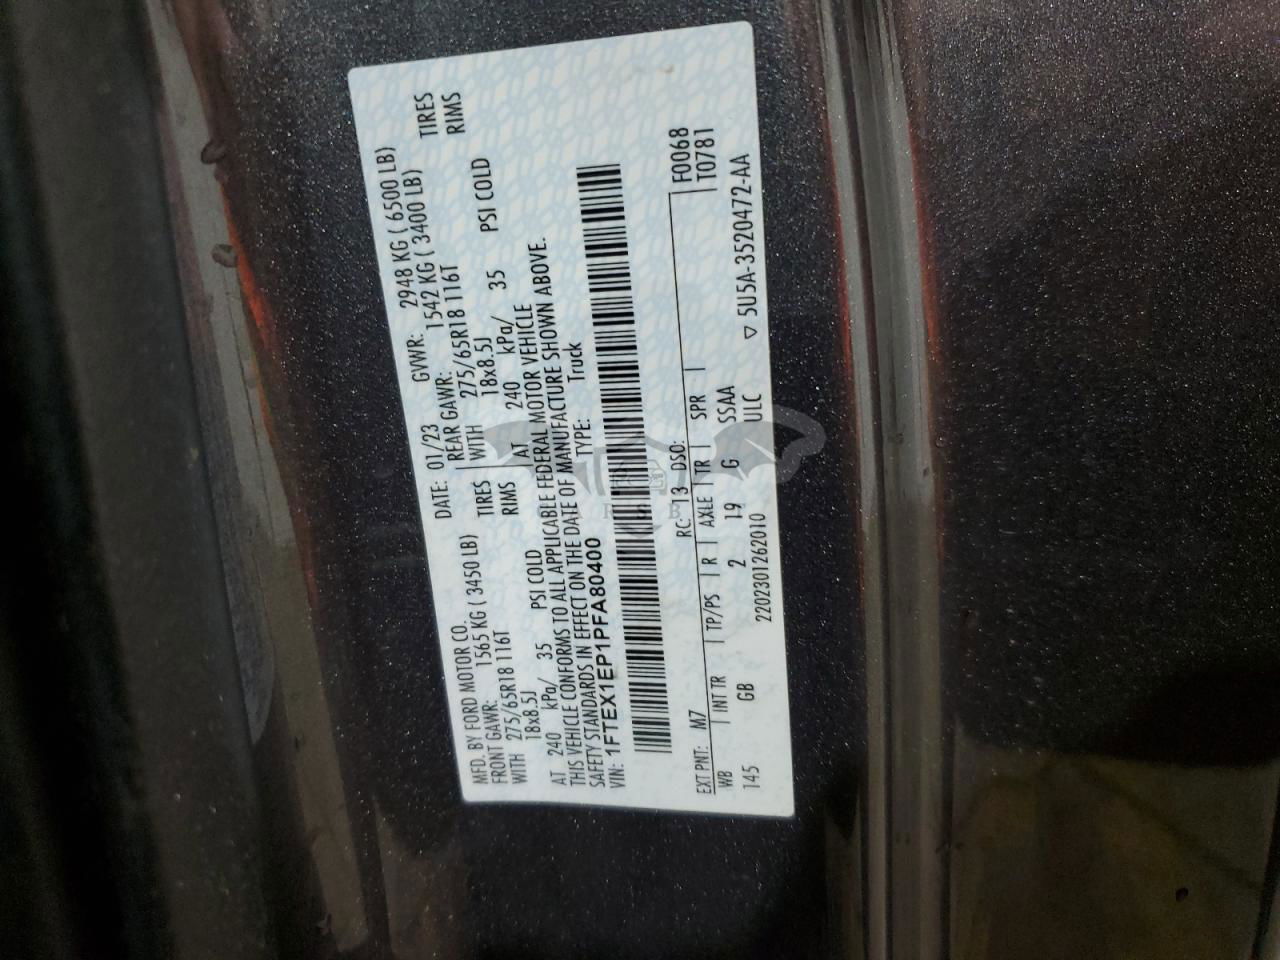 MFD. BY FORD MOTOR CO.
DATE: 01/23 GVWR: 2948 KG ( 6500 LB)
FRONT GAWR: 1565 KG ( 3450 LB) REAR GAWR: 1542 KG ( 3400 LB)
WITH 275/65R18 116T TIRES WITH 275/65R18 116T TIRES
18x8.5J RIMS 18x8.5J RIMS
AT 240 kPa/ 35 PSI COLD AT 240 kPa/ 35 PSI COLD
THIS VEHICLE CONFORMS TO ALL APPLICABLE FEDERAL MOTOR VEHICLE
SAFETY STANDARDS IN EFFECT ON THE DATE OF MANUFACTURE SHOWN ABOVE.
VIN: 1FTEX1EP1PFA80400 TYPE: Truck
F0068
EXT PNT: M7 RC: 13 DSO: T0781
WB INT TR TP/PS R AXLE TR SPR
145 GB 2 19 G SSAA
2202301262010 ULC ▽ 5U5A-3520472-AA